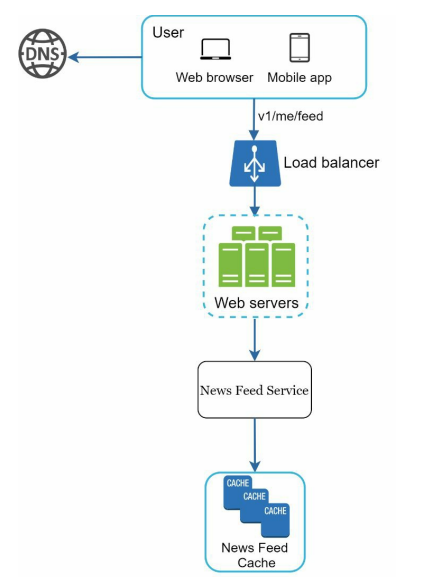 User
DNS
Web browser
Mobile app
v1/me/feed
Load balancer
Web servers
News Feed Service
CACHE
CACHE
CACHE
News Feed
Cache